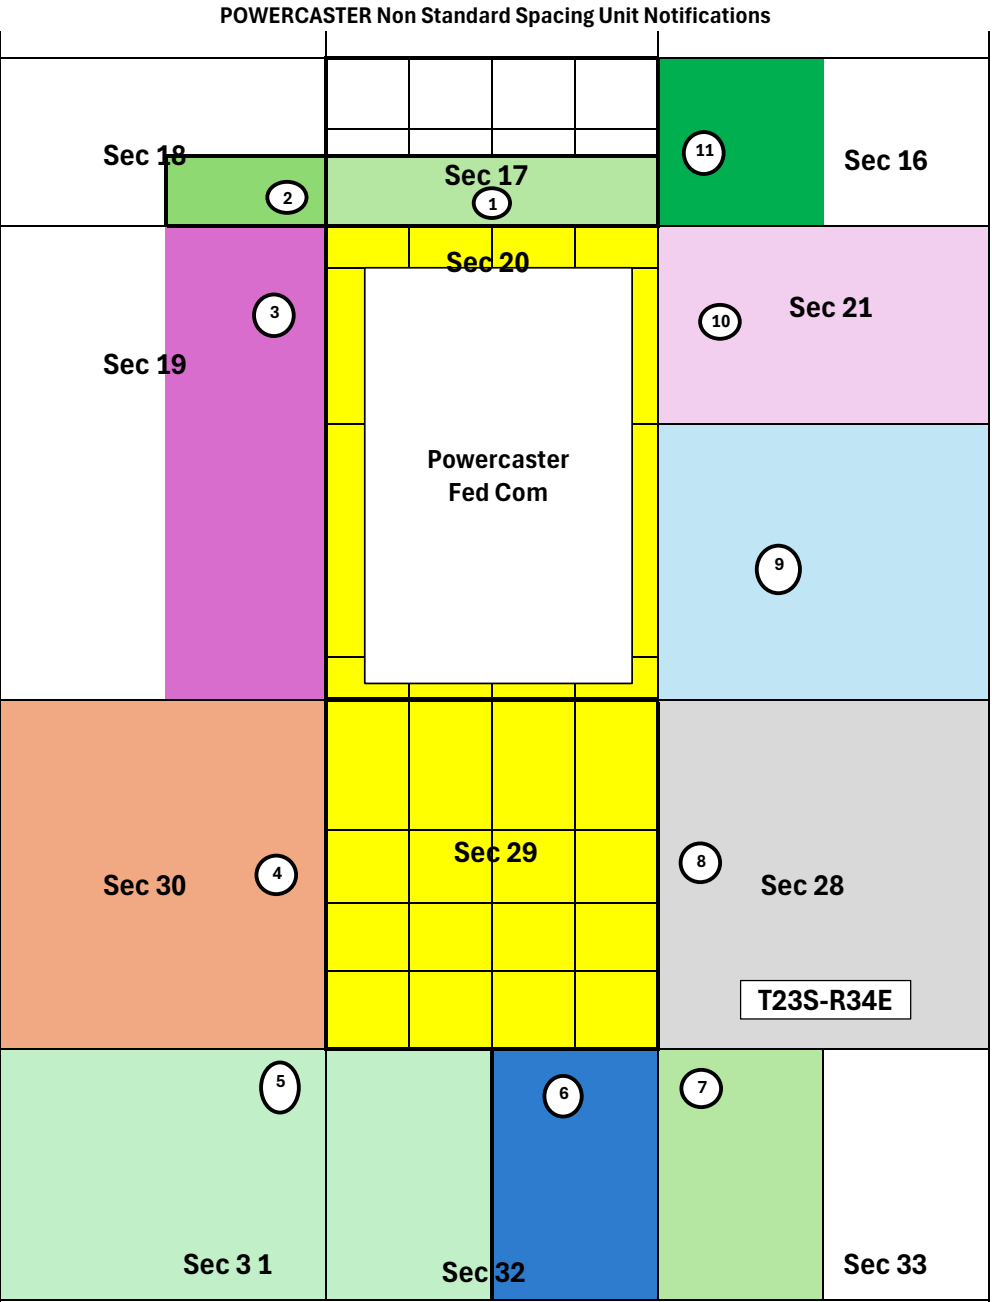 POWERCASTER Non Standard Spacing Unit Notifications
Sec 18
Sec 17
11
Sec 16
2
1
Sec 20
3
10
Sec 21
Sec 19
Powercaster
Fed Com
9
Sec 29
8
4
Sec 30
Sec 28
T23S-R34E
5
6
7
Sec 3 1
Sec 32
Sec 33